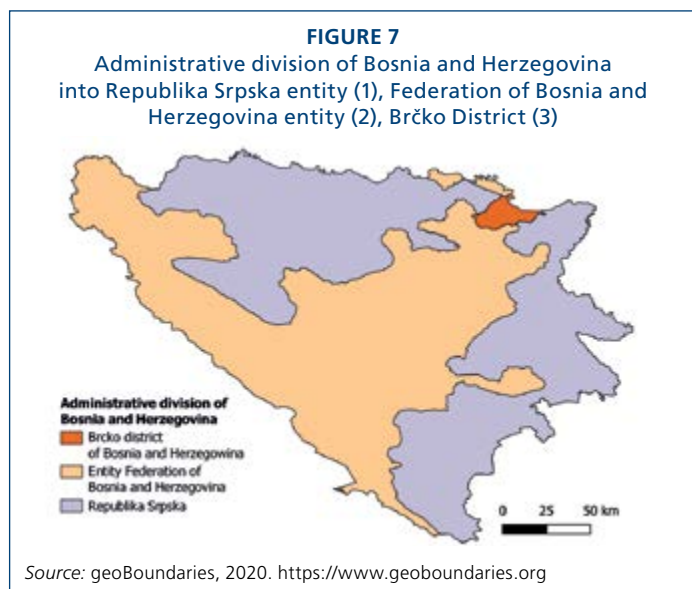 FIGURE 7
Administrative division of Bosnia and Herzegovina
into Republika Srpska entity (1), Federation of Bosnia and
Herzegovina entity (2), Brčko District (3)
Administrative division of
Bosnia and Herzegovina
Brcko district
of Bosnia and Herzegowina
Entity Federation of
Bosnia and Herzegovina
Republika Srpska
0 25 50 km
Source: geoBoundaries, 2020. https://www.geoboundaries.org